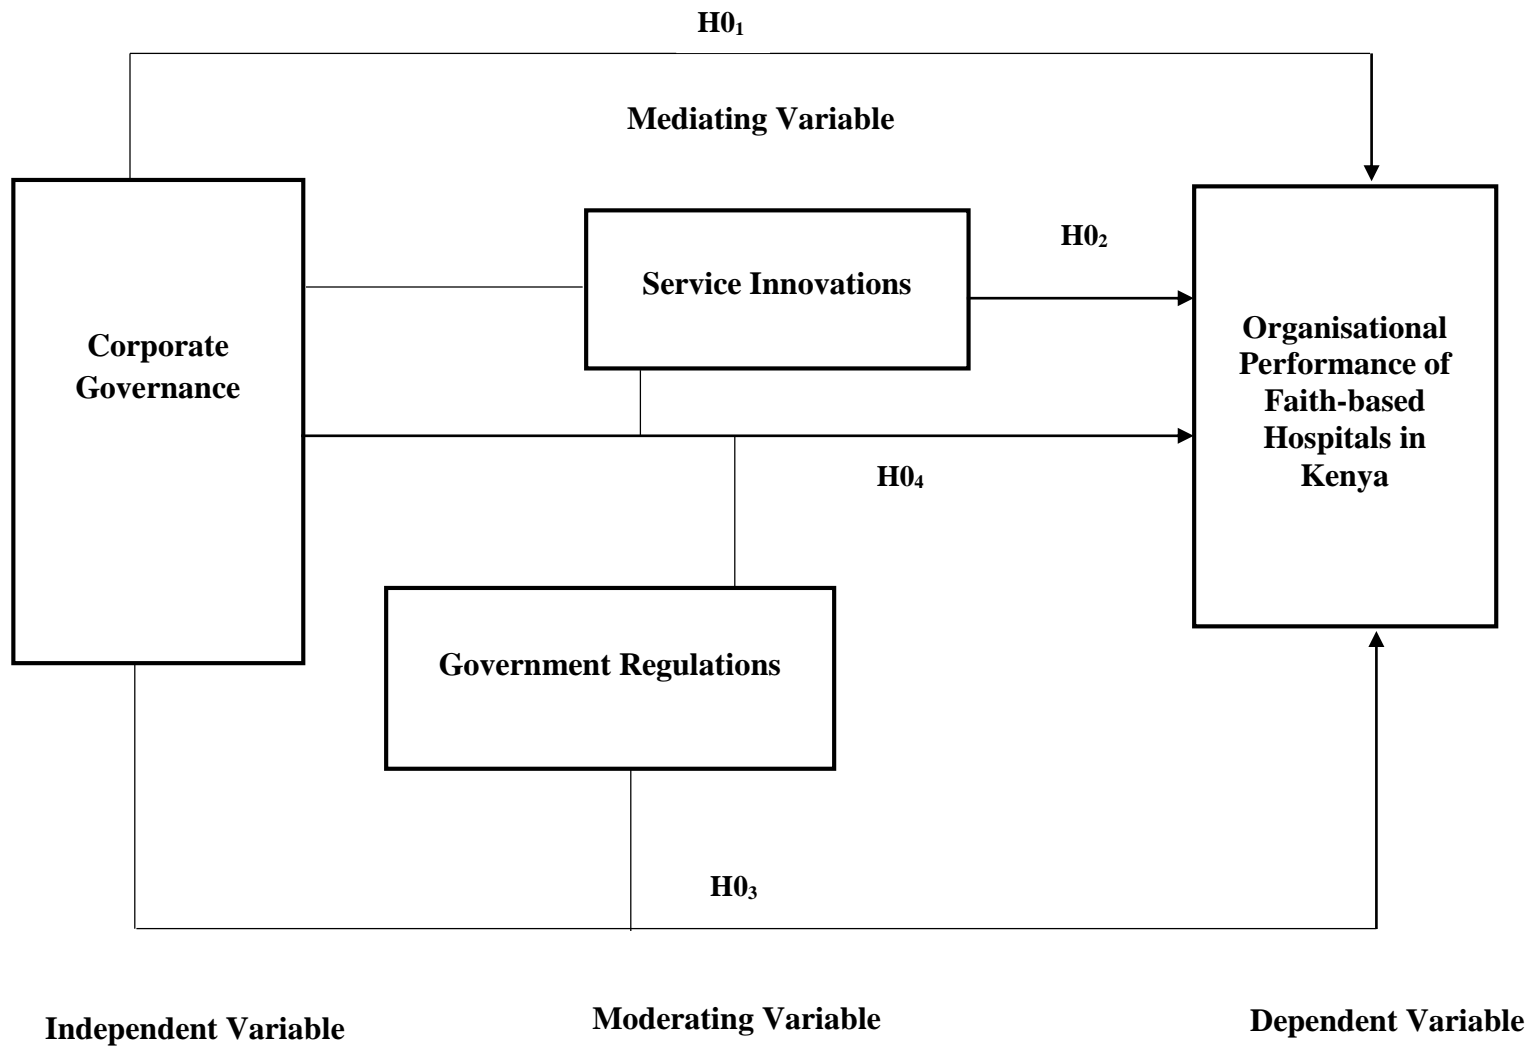 H0₁
Mediating Variable
Corporate
Governance
Service Innovations
H0₂
Organisational
Performance of
Faith-based
Hospitals in
Kenya
H0₄
Government Regulations
H0₃
Independent Variable
Moderating Variable
Dependent Variable